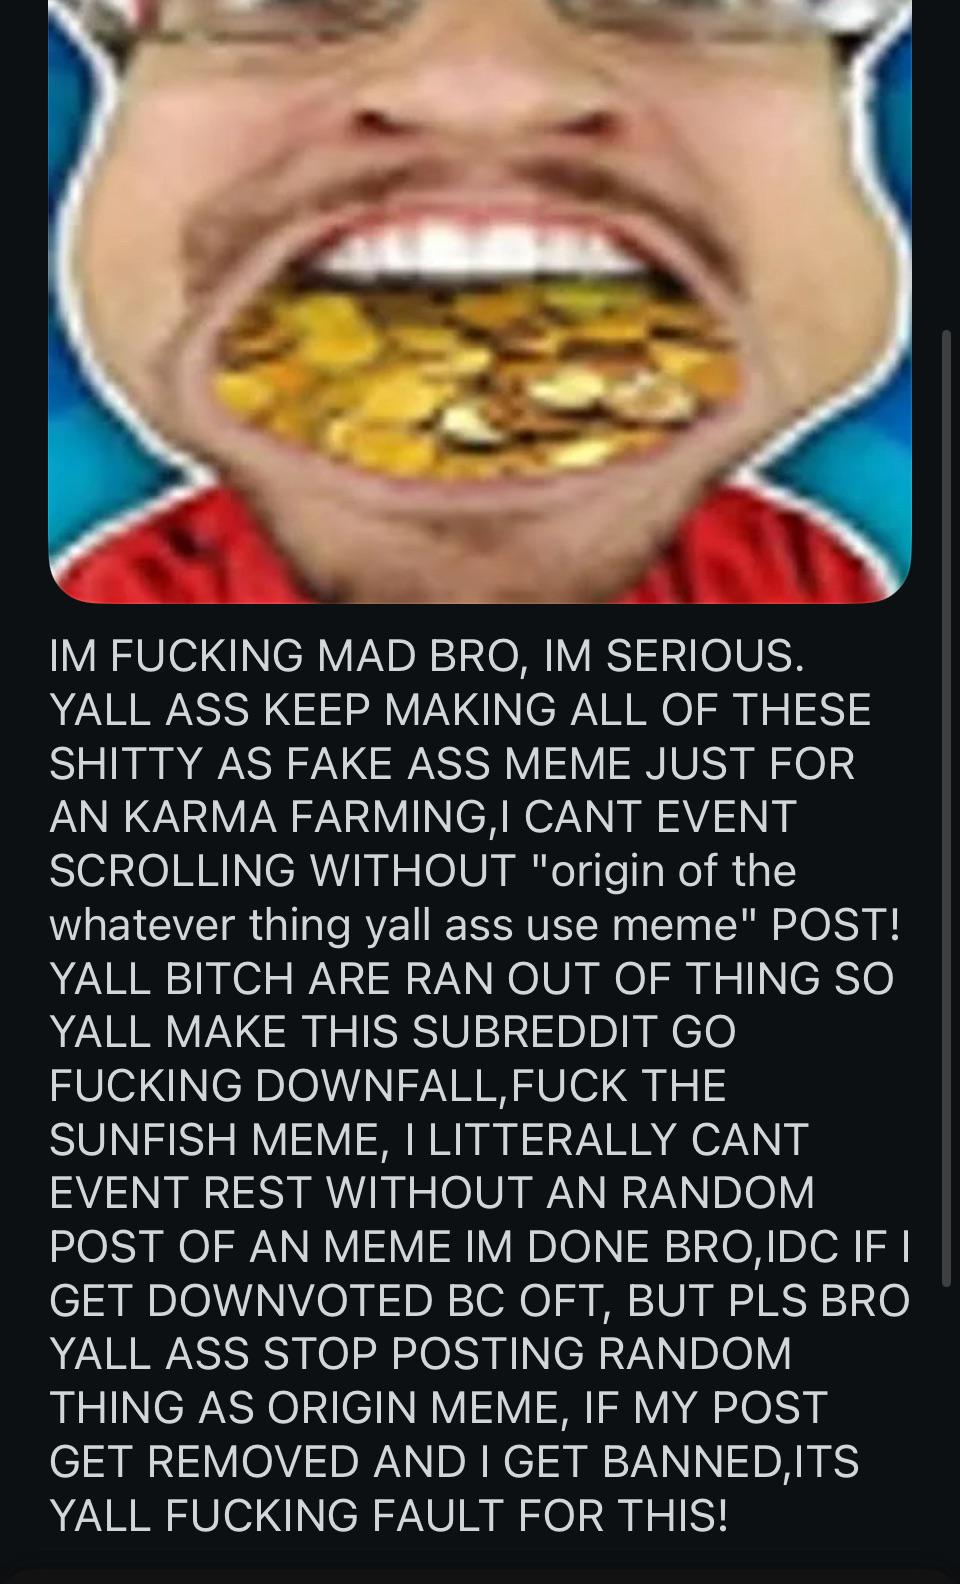 IM FUCKING MAD BRO, IM SERIOUS.
YALL ASS KEEP MAKING ALL OF THESE
SHITTY AS FAKE ASS MEME JUST FOR
AN KARMA FARMING,I CANT EVENT
SCROLLING WITHOUT "origin of the
whatever thing yall ass use meme" POST!
YALL BITCH ARE RAN OUT OF THING SO
YALL MAKE THIS SUBREDDIT GO
FUCKING DOWNFALL,FUCK THE
SUNFISH MEME, I LITTERALLY CANT
EVENT REST WITHOUT AN RANDOM
POST OF AN MEME IM DONE BRO,IDC IF I
GET DOWNVOTED BC OFT, BUT PLS BRO
YALL ASS STOP POSTING RANDOM
THING AS ORIGIN MEME, IF MY POST
GET REMOVED AND I GET BANNED,ITS
YALL FUCKING FAULT FOR THIS!